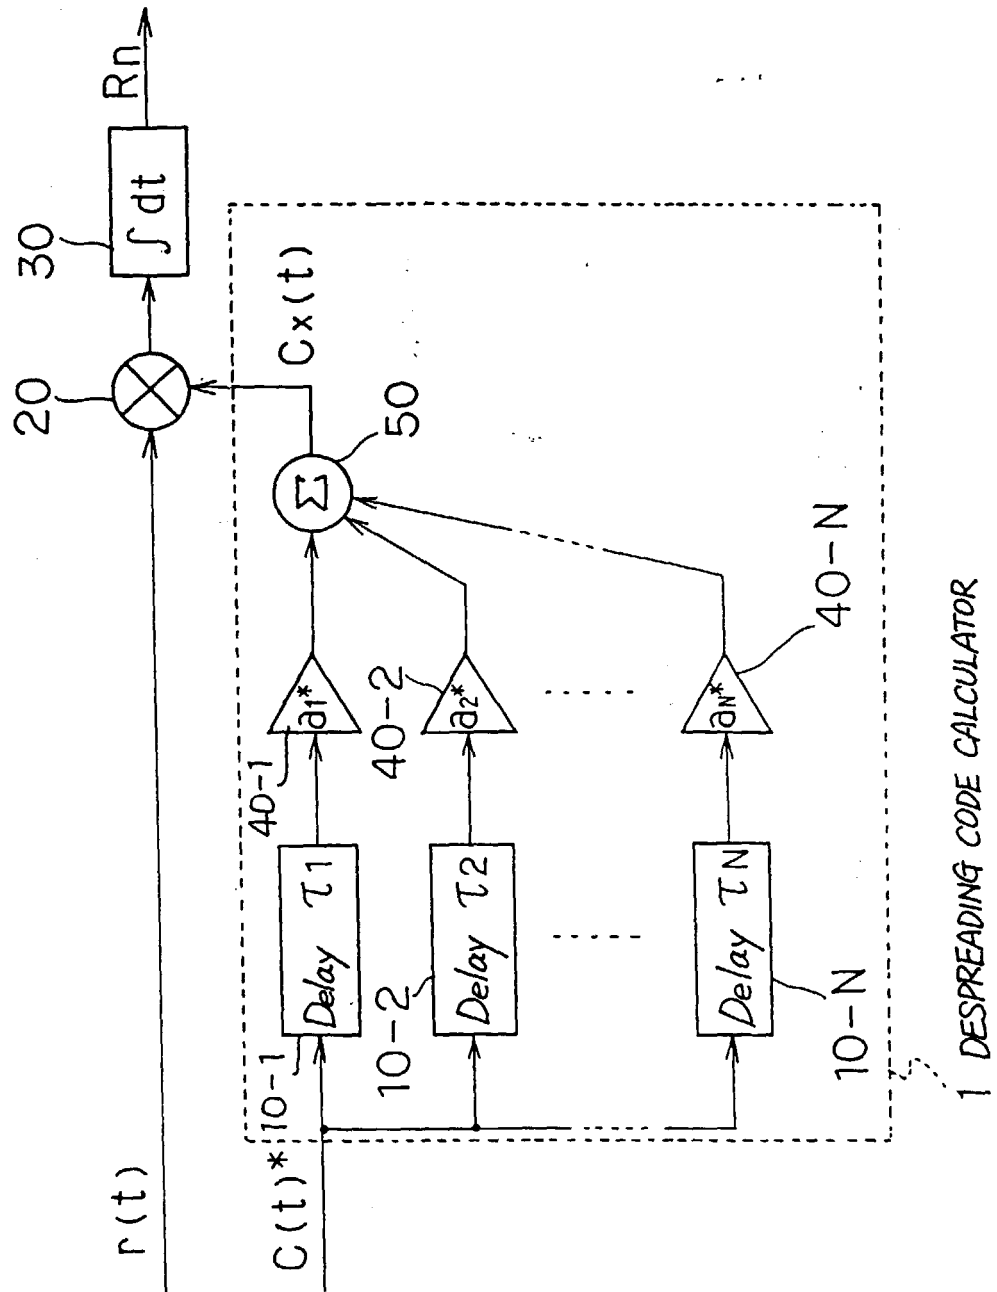 r(t)
20
30
∫dt
Rn
C(t)*
10-1
Delay τ1
40-1
a1*
Σ
50
Cx(t)
10-2
Delay τ2
40-2
a2*
10-N
Delay τN
aN*
40-N
1 DESPREADING CODE CALCULATOR